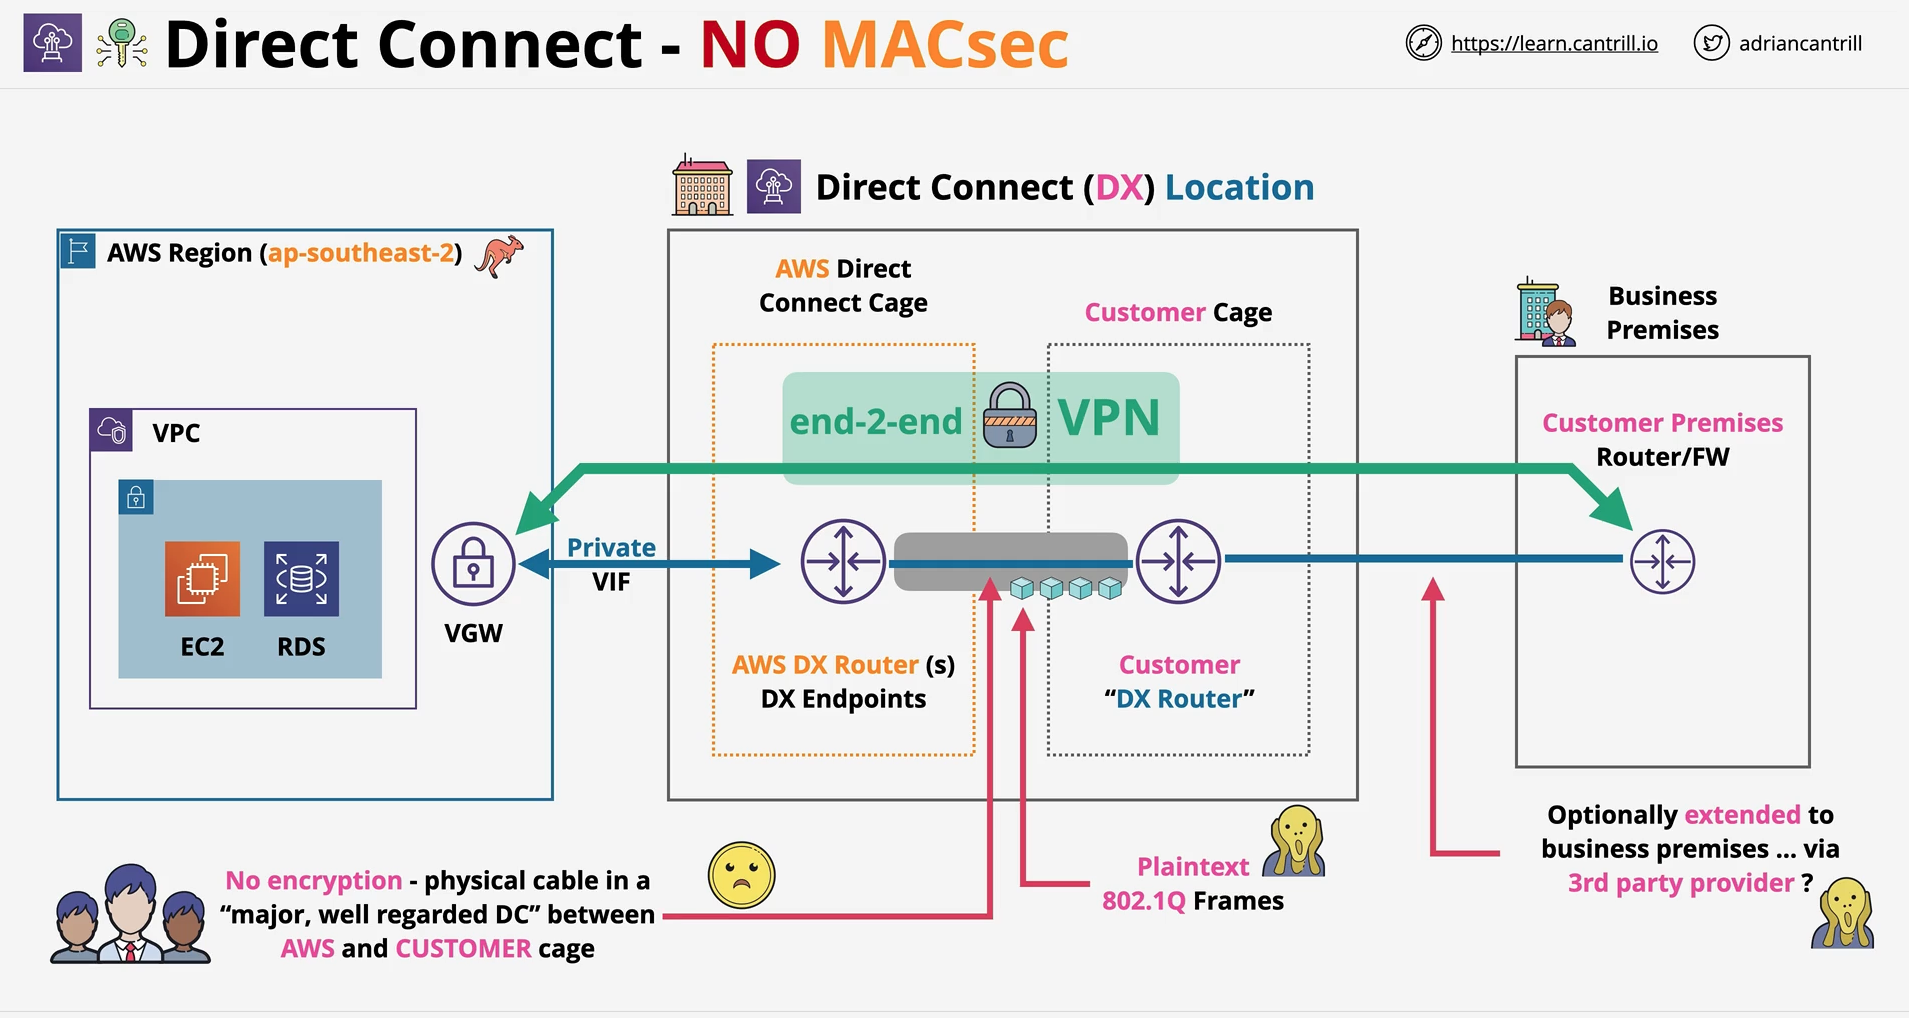 Direct Connect - NO MACsec
https://learn.cantrill.io
adriancantrill
Direct Connect (DX) Location
AWS Region (ap-southeast-2)
AWS Direct
Connect Cage
Customer Cage
Business
Premises
VPC
end-2-end VPN
Customer Premises
Router/FW
Private
VIF
EC2
RDS
VGW
AWS DX Router (s)
DX Endpoints
Customer
“DX Router”
No encryption - physical cable in a
“major, well regarded DC” between
AWS and CUSTOMER cage
Plaintext
802.1Q Frames
Optionally extended to
business premises ... via
3rd party provider ?